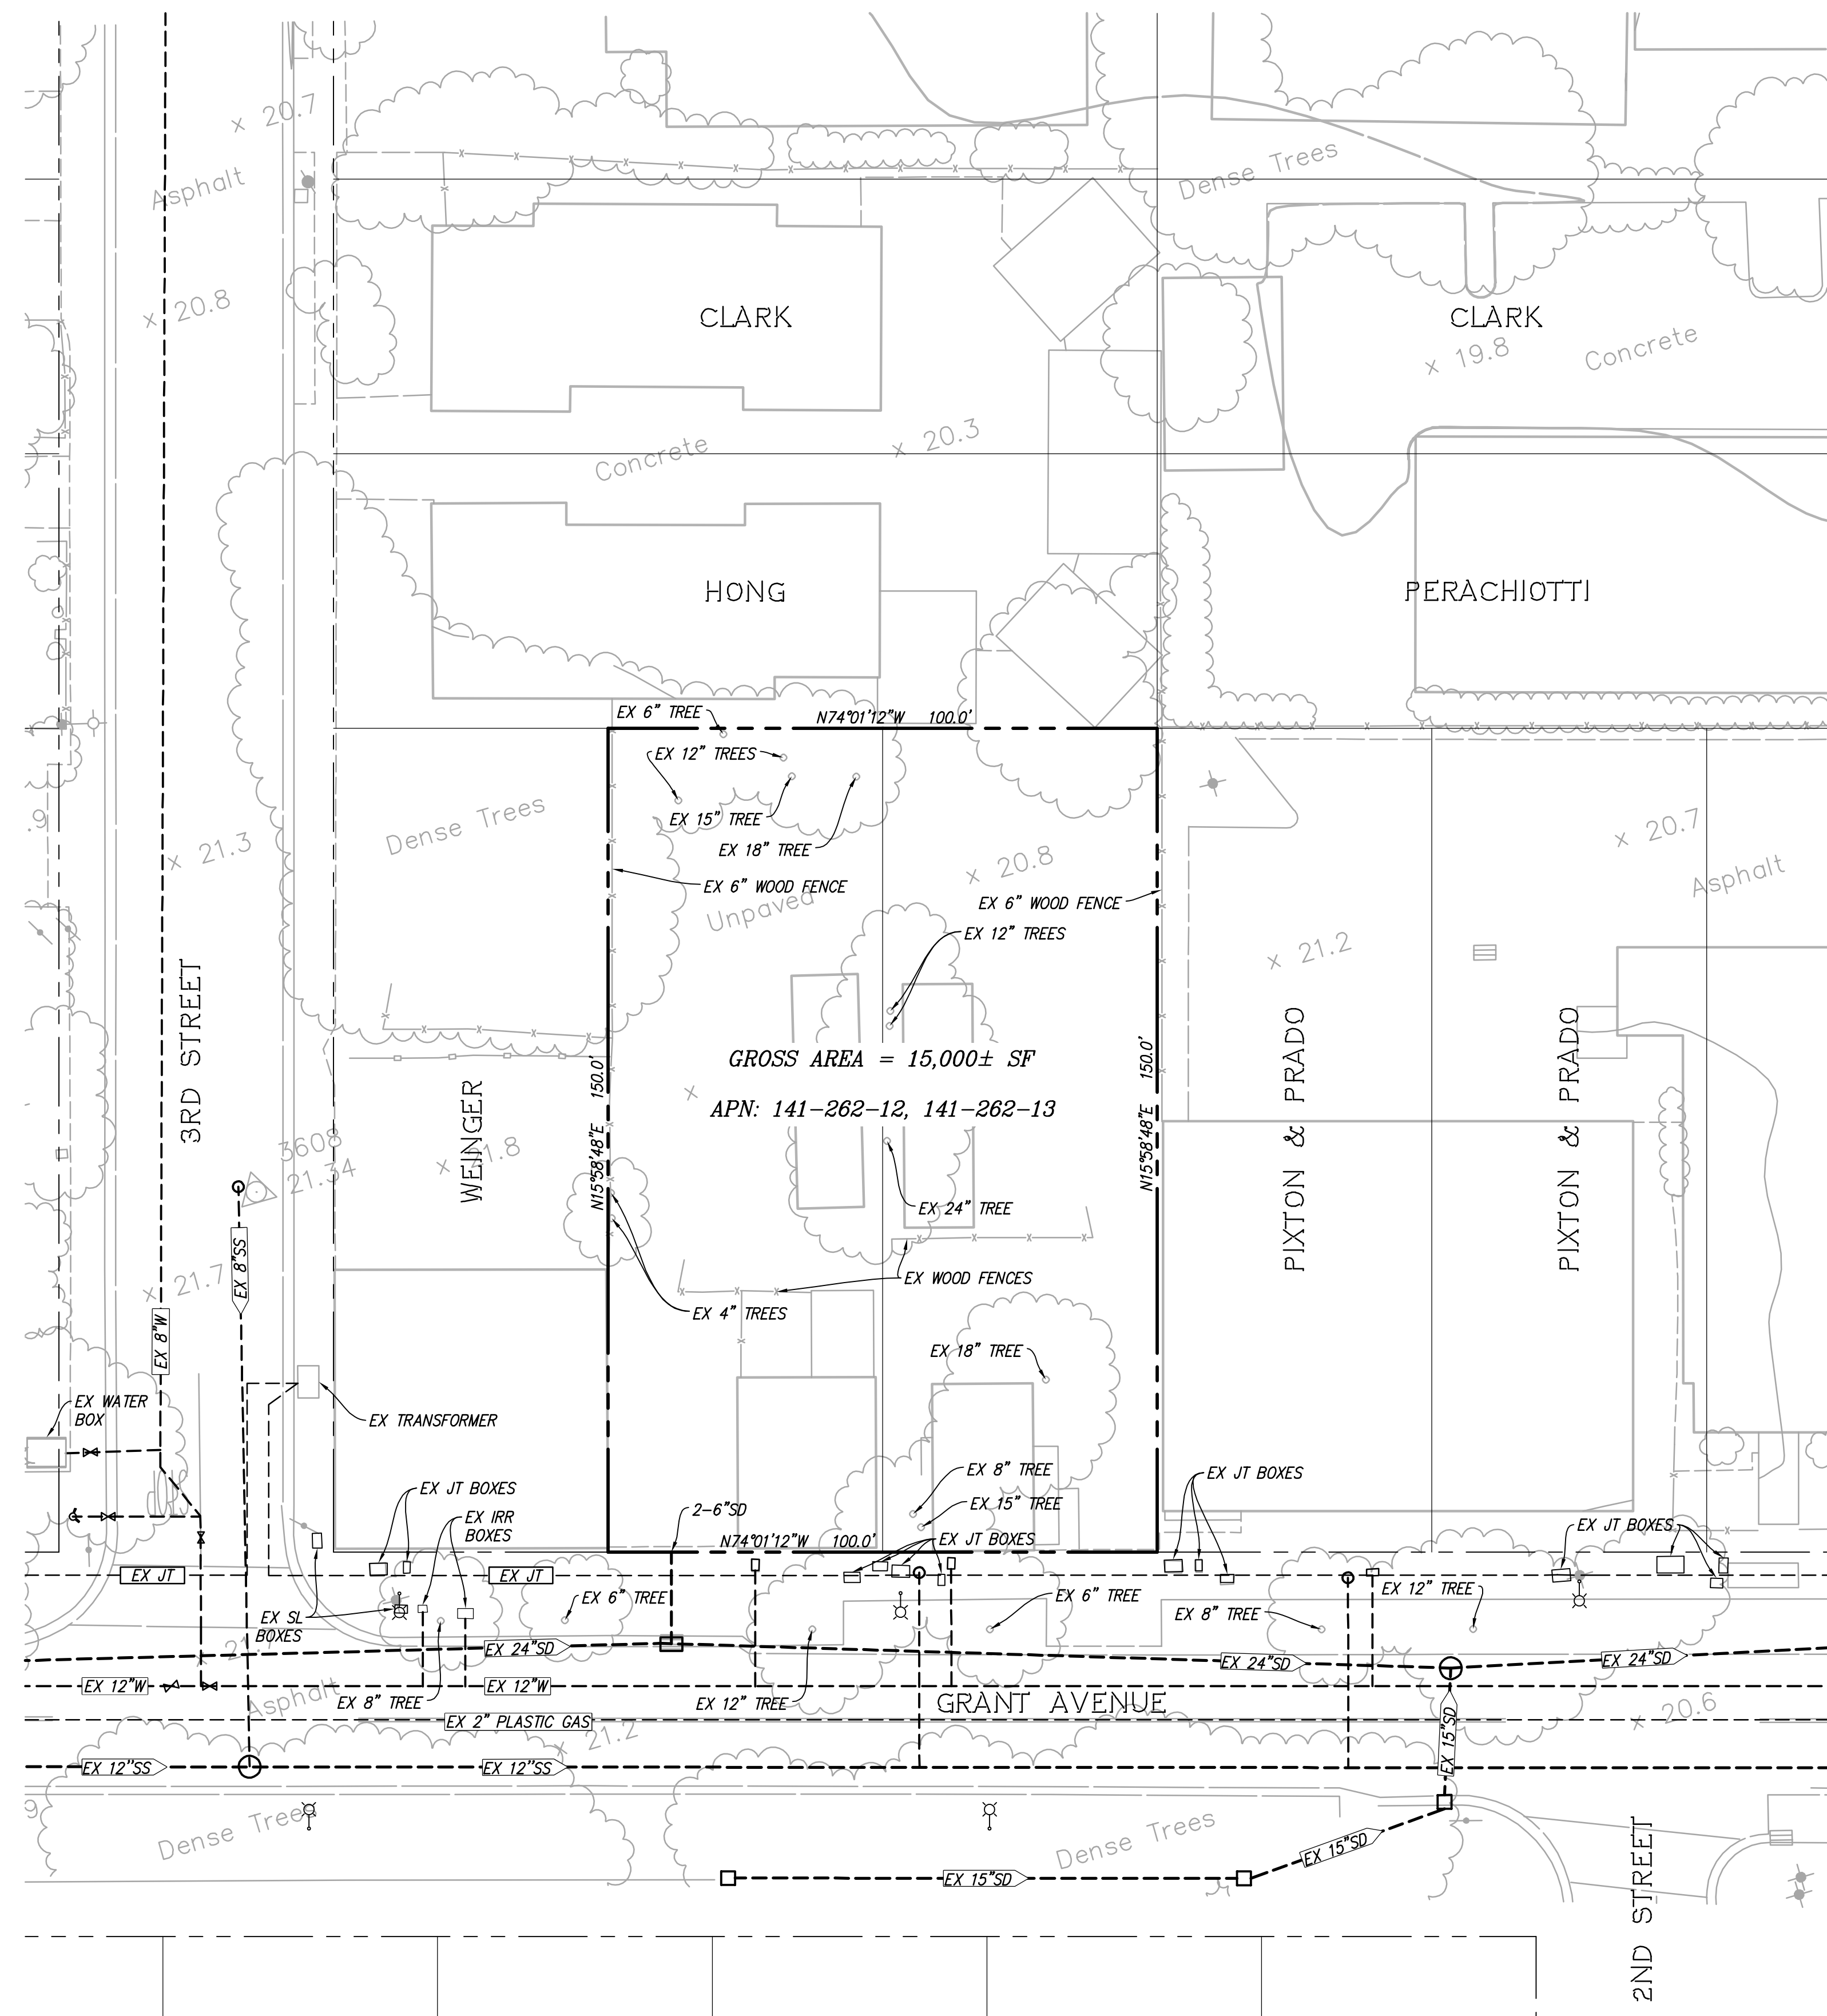 x 20.7
Asphalt
Dense Trees
x 20.8
CLARK
CLARK
x 19.8
Concrete
x 20.3
Concrete
HONG
PERACHIOTTI
EX 6" TREE
N74°01'12"W 100.0'
EX 12" TREES
EX 15" TREE
EX 18" TREE
.9
x 21.3
Dense Trees
x 20.8
x 20.7
Asphalt
EX 6" WOOD FENCE
Unpaved
EX 6" WOOD FENCE
EX 12" TREES
x 21.2
3RD STREET
GROSS AREA = 15,000± SF
APN: 141-262-12, 141-262-13
N15°58'48"E 150.0'
N15°58'48"E 150.0'
WEINGER
PIXTON & PRADO
PIXTON & PRADO
3608
21.34
x 21.8
EX 24" TREE
EX 8"SS
x 21.7
EX WOOD FENCES
EX 4" TREES
EX 8"W
EX 18" TREE
EX WATER
BOX
EX TRANSFORMER
EX JT BOXES
EX IRR
BOXES
2-6"SD
EX 8" TREE
EX 15" TREE
EX JT BOXES
N74°01'12"W 100.0'
EX JT BOXES
EX JT BOXES
EX JT
EX JT
EX SL
BOXES
EX 6" TREE
EX 6" TREE
EX 8" TREE
EX 12" TREE
EX 24"SD
EX 24"SD
EX 24"SD
EX 12"W
EX 12"W
Asphalt
EX 8" TREE
EX 12" TREE
GRANT AVENUE
EX 15"SD
x 20.6
EX 2" PLASTIC GAS
x 21.2
EX 12"SS
EX 12"SS
9
Dense Trees
Dense Trees
EX 15"SD
EX 15"SD
2ND STREET